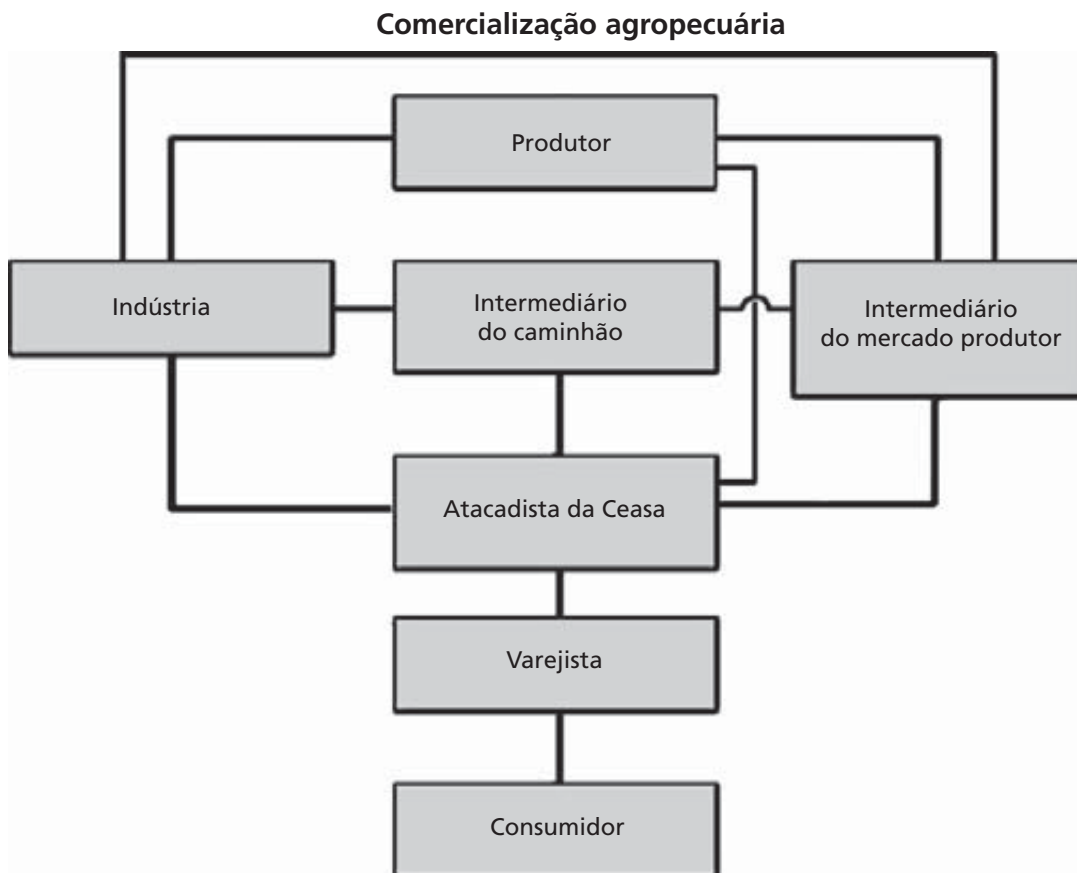 Comercialização agropecuária
Produtor
Indústria
Intermediário
do caminhão
Intermediário
do mercado produtor
Atacadista da Ceasa
Varejista
Consumidor